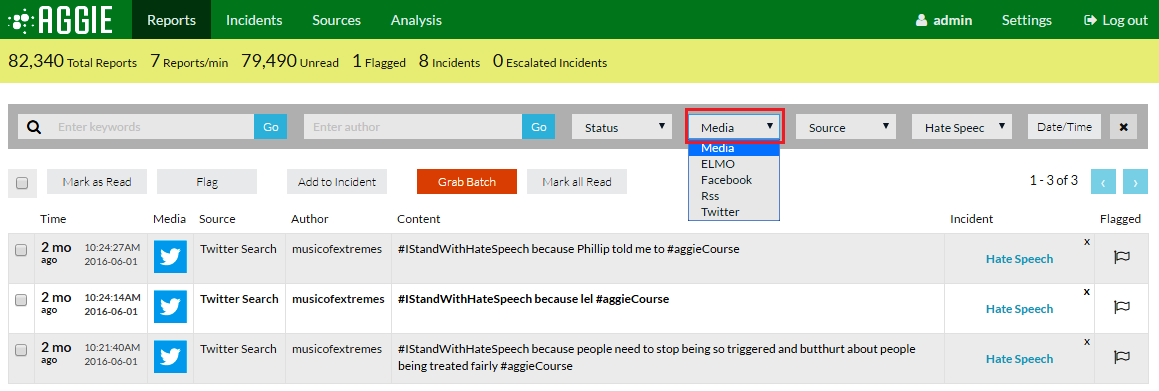 AGGIE Reports Incidents Sources Analysis admin Settings Log out
82,340 Total Reports 7 Reports/min 79,490 Unread 1 Flagged 8 Incidents 0 Escalated Incidents
Enter keywords Go Enter author Go Status Media Source Hate Speec Date/Time
Media
ELMO
Facebook
Rss
Twitter
Mark as Read Flag Add to Incident Grab Batch Mark all Read 1 - 3 of 3
Time Media Source Author Content Incident Flagged
2 mo ago 10:24:27AM 2016-06-01 Twitter Search musicofextremes #IStandWithHateSpeech because Phillip told me to #aggieCourse Hate Speech x
2 mo ago 10:24:14AM 2016-06-01 Twitter Search musicofextremes #IStandWithHateSpeech because lel #aggieCourse Hate Speech x
2 mo ago 10:21:40AM 2016-06-01 Twitter Search musicofextremes #IStandWithHateSpeech because people need to stop being so triggered and butthurt about people
being treated fairly #aggieCourse Hate Speech x